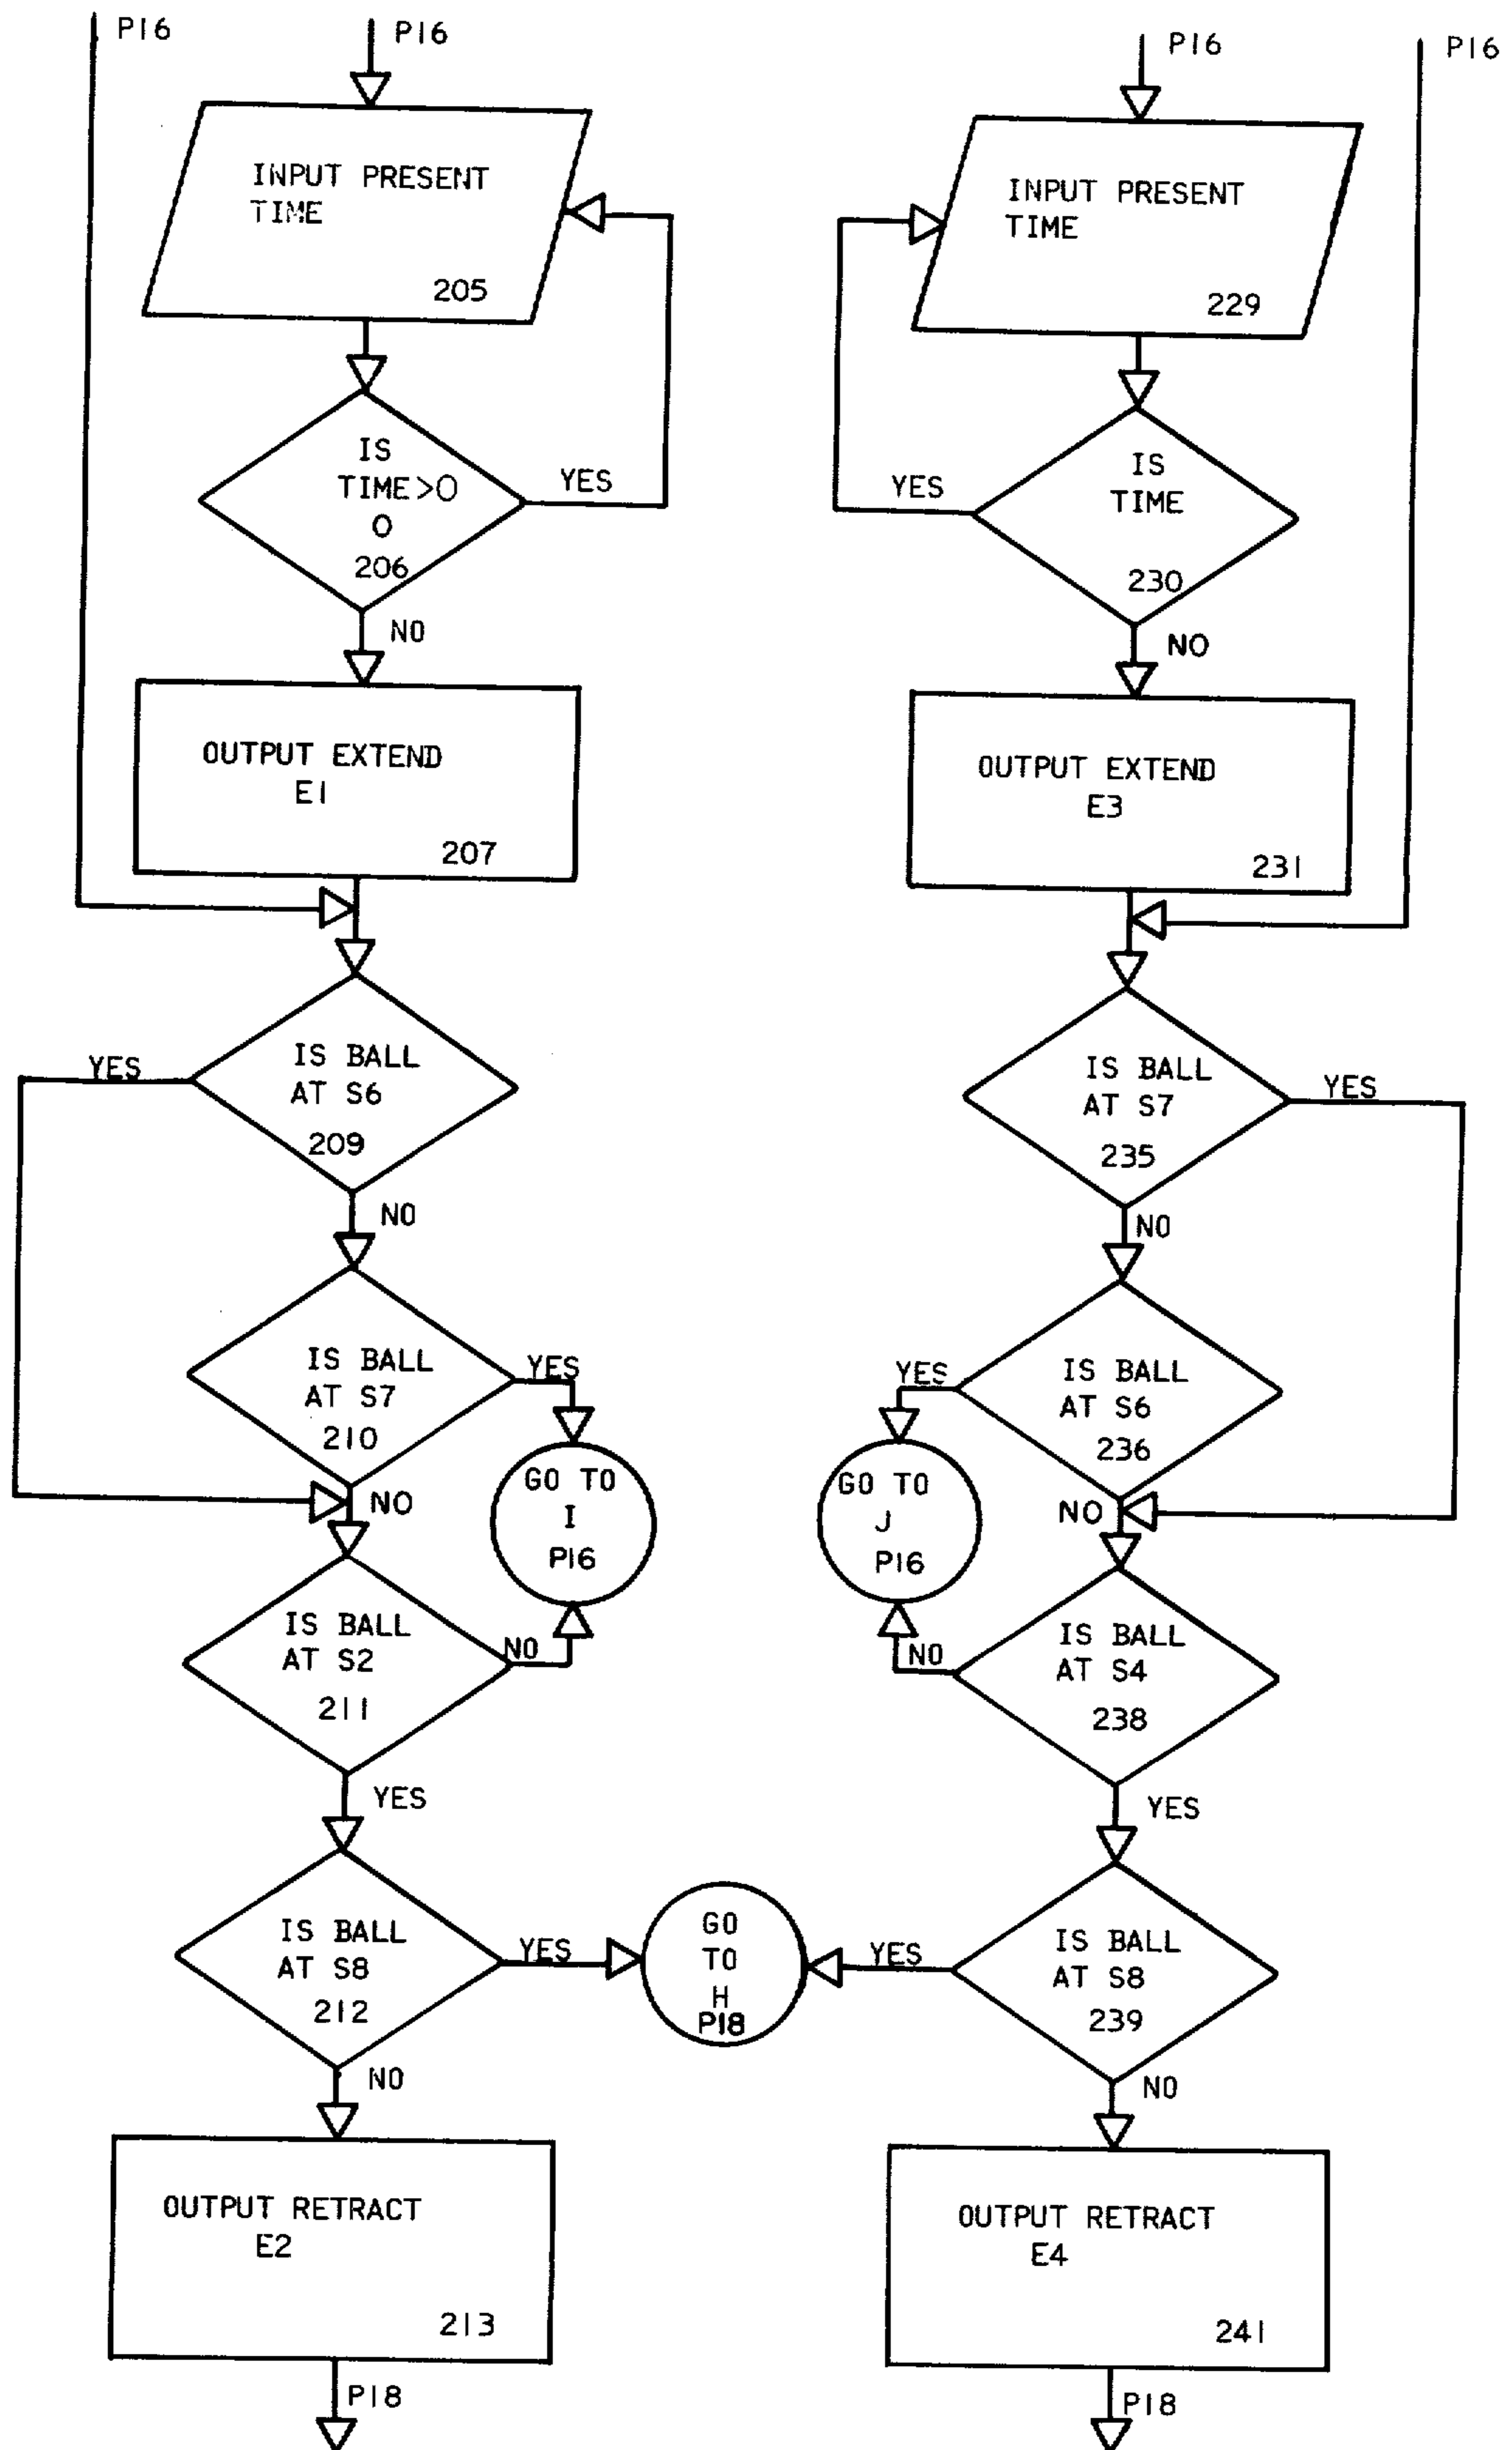 P16
P16
INPUT PRESENT
TIME
205
IS
TIME>0
0
206
YES
NO
OUTPUT EXTEND
E1
207
IS BALL
AT S6
209
YES
NO
IS BALL
AT S7
210
YES
NO
GO TO
I
P16
IS BALL
AT S2
211
NO
YES
IS BALL
AT S8
212
YES
NO
GO
TO
H
P18
OUTPUT RETRACT
E2
213
P18
P16
P16
INPUT PRESENT
TIME
229
IS
TIME
230
YES
NO
OUTPUT EXTEND
E3
231
IS BALL
AT S7
235
YES
NO
IS BALL
AT S6
236
YES
NO
GO TO
J
P16
IS BALL
AT S4
238
NO
YES
IS BALL
AT S8
239
YES
NO
OUTPUT RETRACT
E4
241
P18